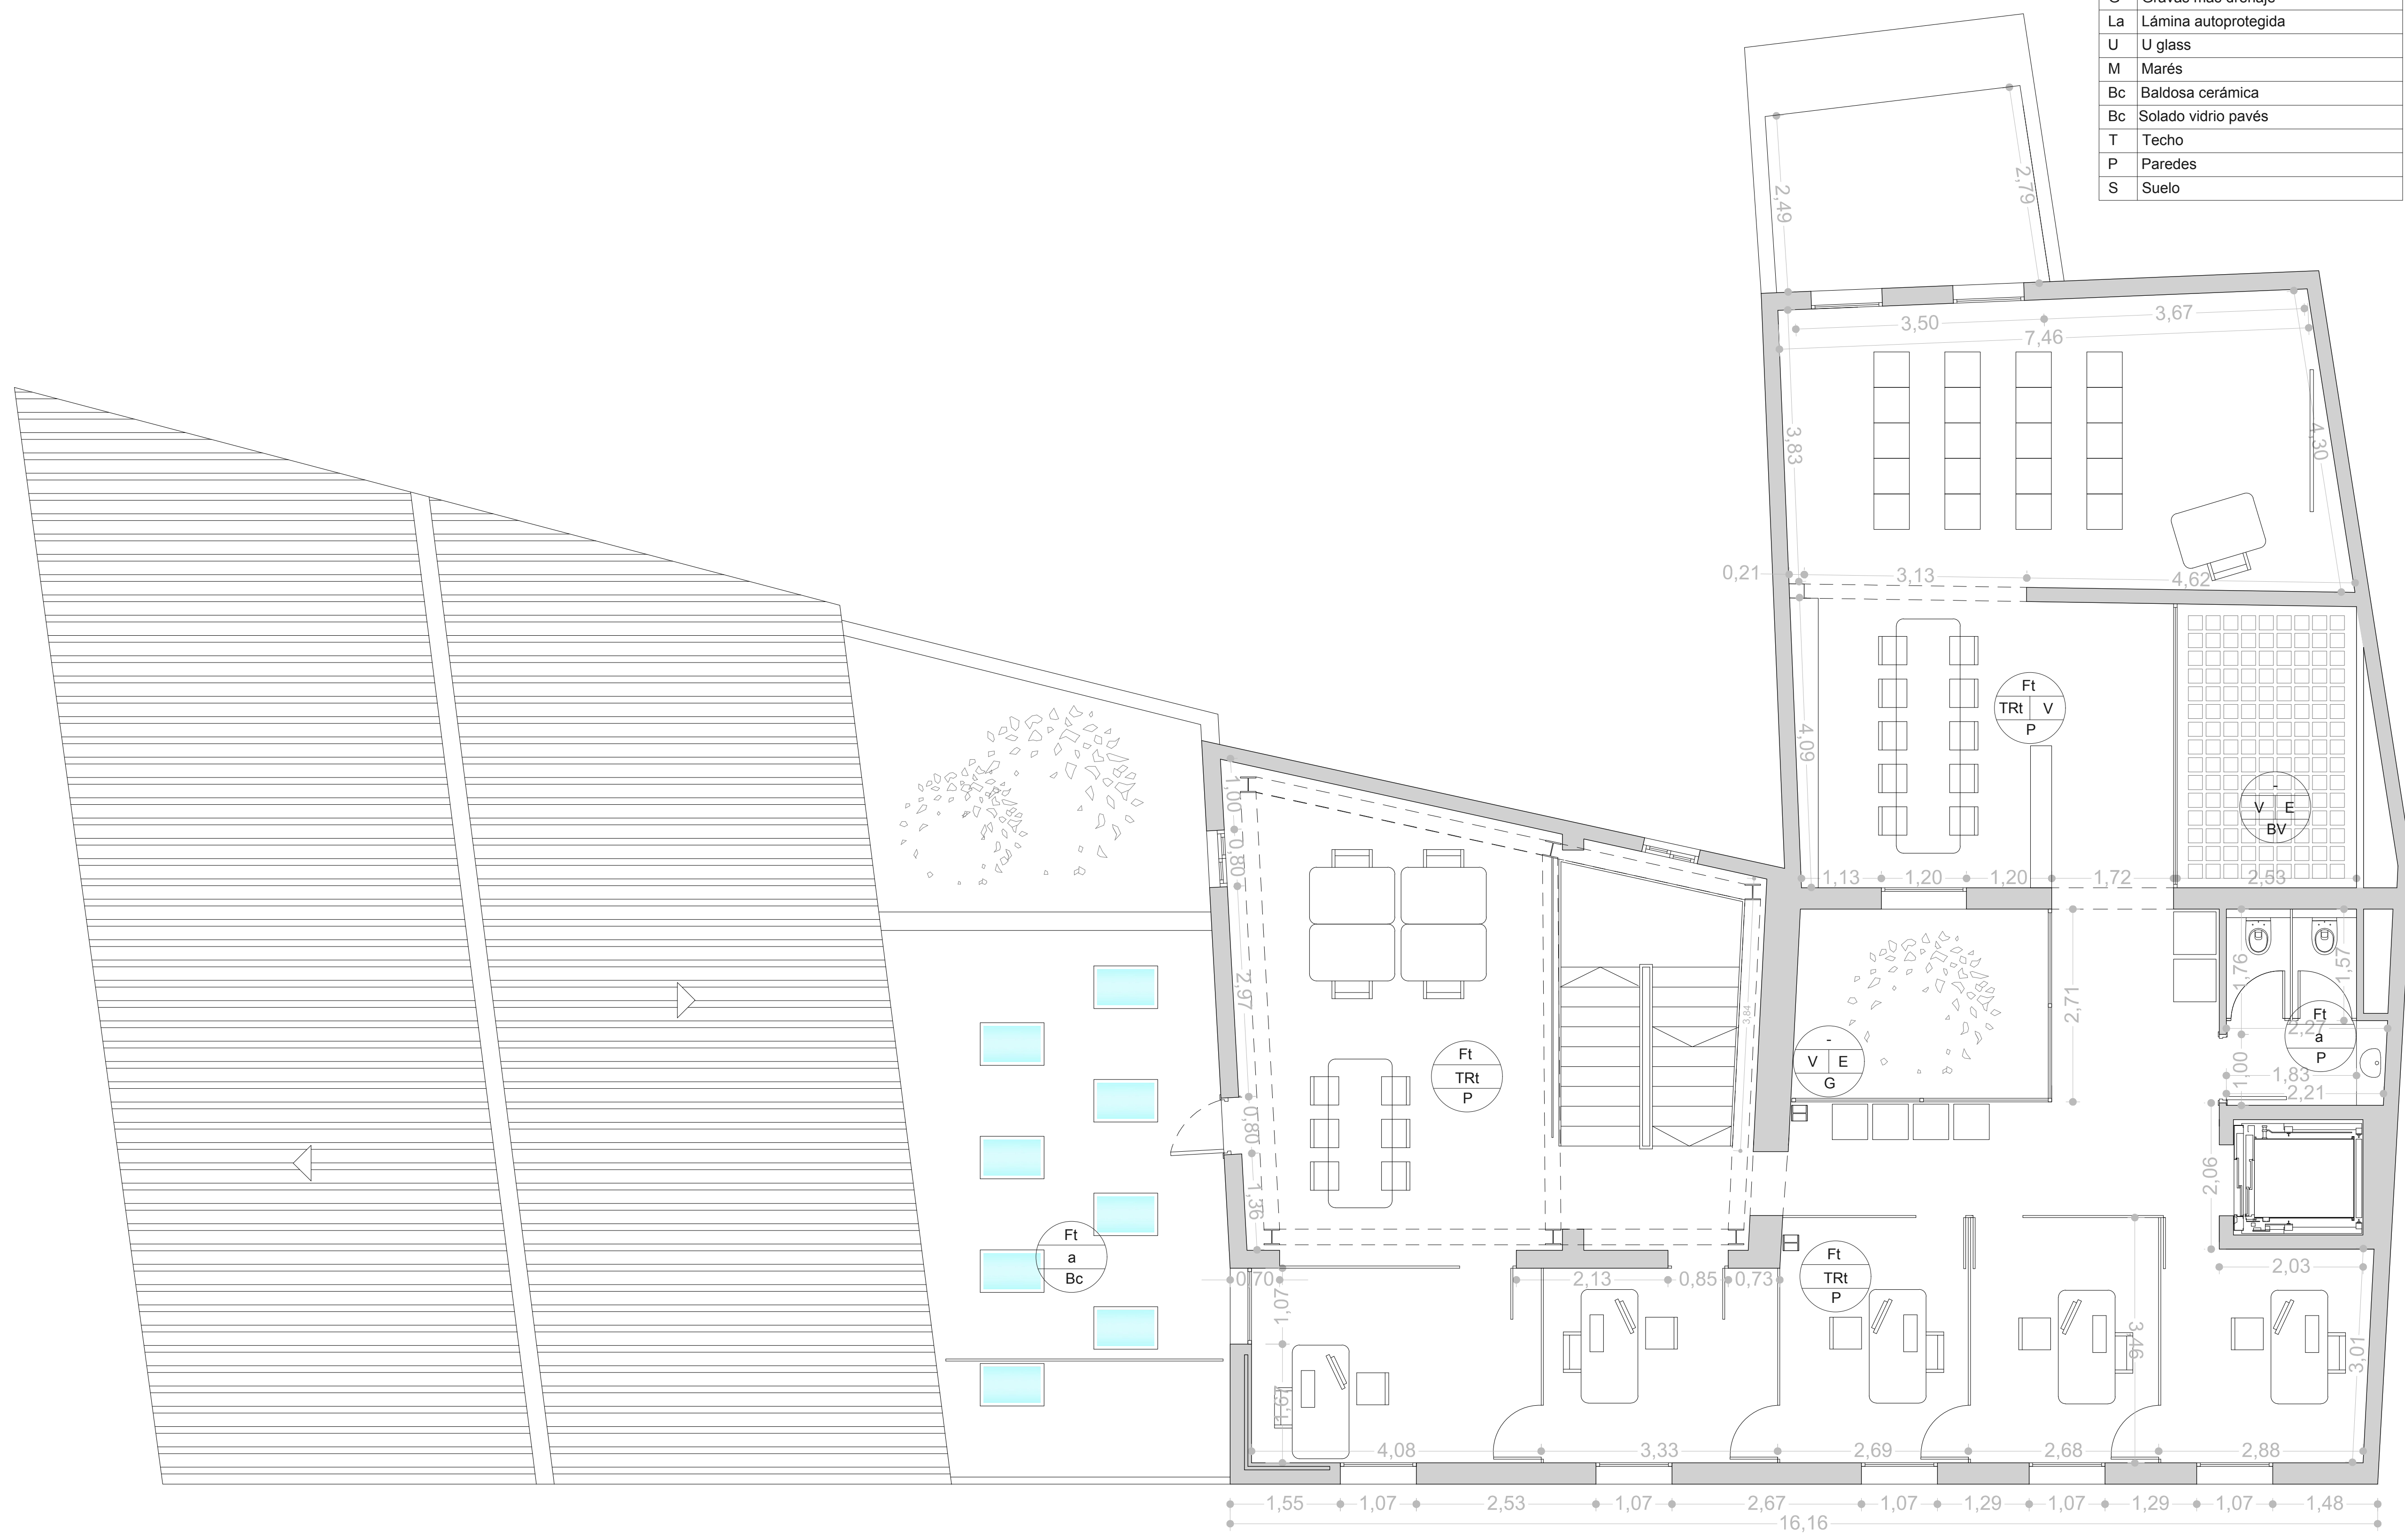 Gravas más drenaje
La Lámina autoprotegida
U U glass
M Marés
Bc Baldosa cerámica
Bc Solado vidrio pavés
T Techo
P Paredes
S Suelo
2,49
2,79
3,50
3,67
7,46
3,83
4,30
0,21
3,13
4,62
Ft
TRt V
P
4,09
-
V E
BV
1,13
1,20
1,20
1,72
2,53
1,00
0,80
2,97
0,80
1,36
3,84
2,71
1,76
1,57
Ft
2,27
a
P
1,00
1,83
2,21
-
V E
G
Ft
TRt
P
2,06
Ft
a
Bc
0,70
2,13
0,85
0,73
Ft
TRt
P
2,03
1,07
1,67
3,46
3,01
4,08
3,33
2,69
2,68
2,88
1,55
1,07
2,53
1,07
2,67
1,07
1,29
1,07
1,29
1,07
1,48
16,16